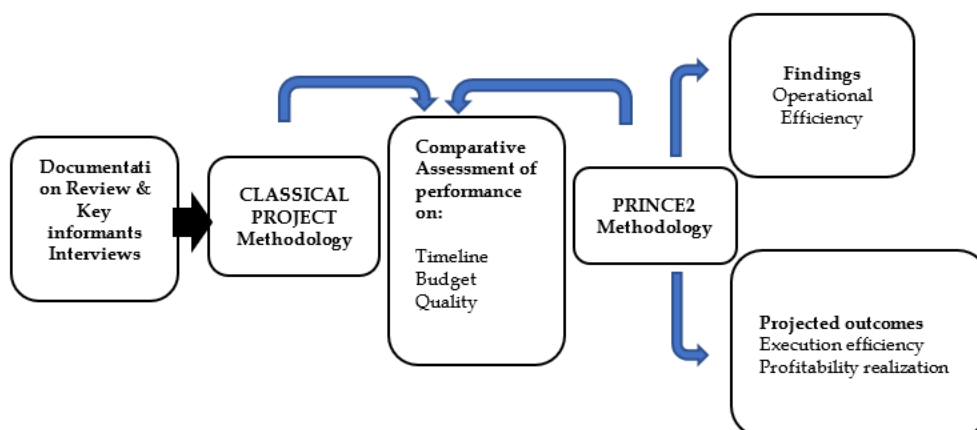 Documentati
on Review &
Key
informants
Interviews
CLASSICAL
PROJECT
Methodology
Comparative
Assessment of
performance
on:
Timeline
Budget
Quality
PRINCE2
Methodology
Findings
Operational
Efficiency
Projected outcomes
Execution efficiency
Profitability realization